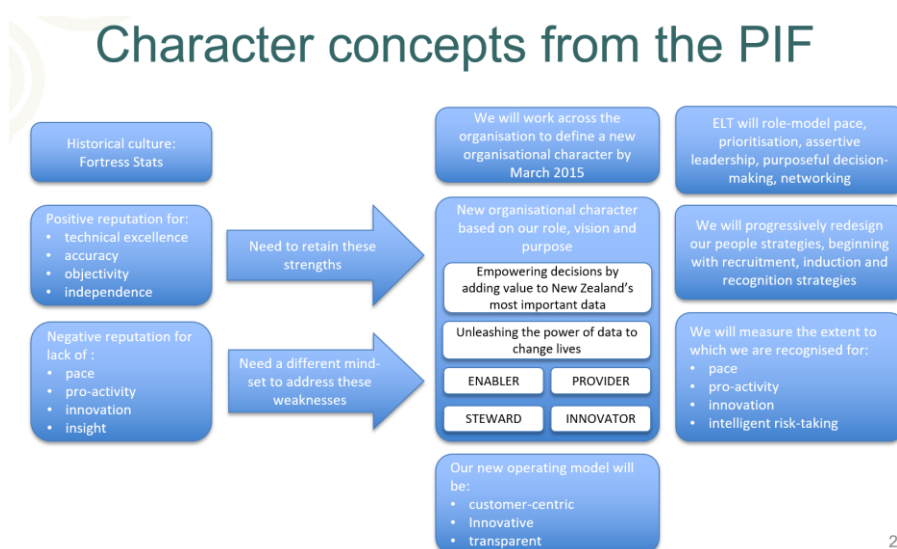 Character concepts from the PIF
Historical culture:
Fortress Stats
Positive reputation for:
• technical excellence
• accuracy
• objectivity
• independence
Negative reputation for
lack of :
• pace
• pro-activity
• innovation
• insight
Need to retain these
strengths
Need a different mind-
set to address these
weaknesses
We will work across the
organisation to define a new
organisational character by
March 2015
New organisational character
based on our role, vision and
purpose
Empowering decisions by
adding value to New Zealand's
most important data
Unleashing the power of data to
change lives
ENABLER
PROVIDER
STEWARD
INNOVATOR
Our new operating model will
be:
• customer-centric
• Innovative
• transparent
ELT will role-model pace,
prioritisation, assertive
leadership, purposeful decision-
making, networking
We will progressively redesign
our people strategies, beginning
with recruitment, induction and
recognition strategies
We will measure the extent to
which we are recognised for:
• pace
• pro-activity
• innovation
• intelligent risk-taking
2